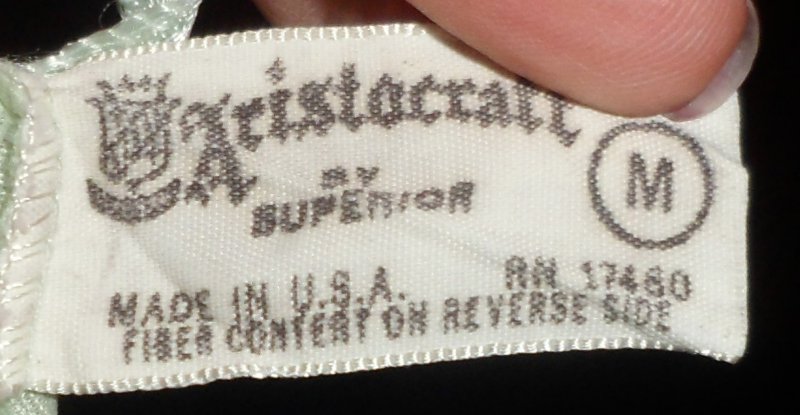 Aristocraft
BY
SUPERIOR
M
MADE IN U.S.A. RN 17460
FIBER CONTENT ON REVERSE SIDE